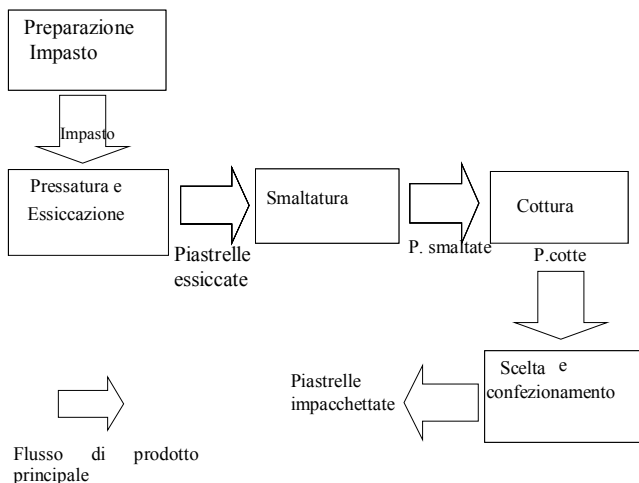 Preparazione
Impasto
Impasto
Pressatura e
Essiccazione
Piastrelle
essiccate
Smaltatura
P. smaltate
Cottura
P.cotte
Scelta e
confezionamento
Piastrelle
impacchettate
Flusso di prodotto
principale